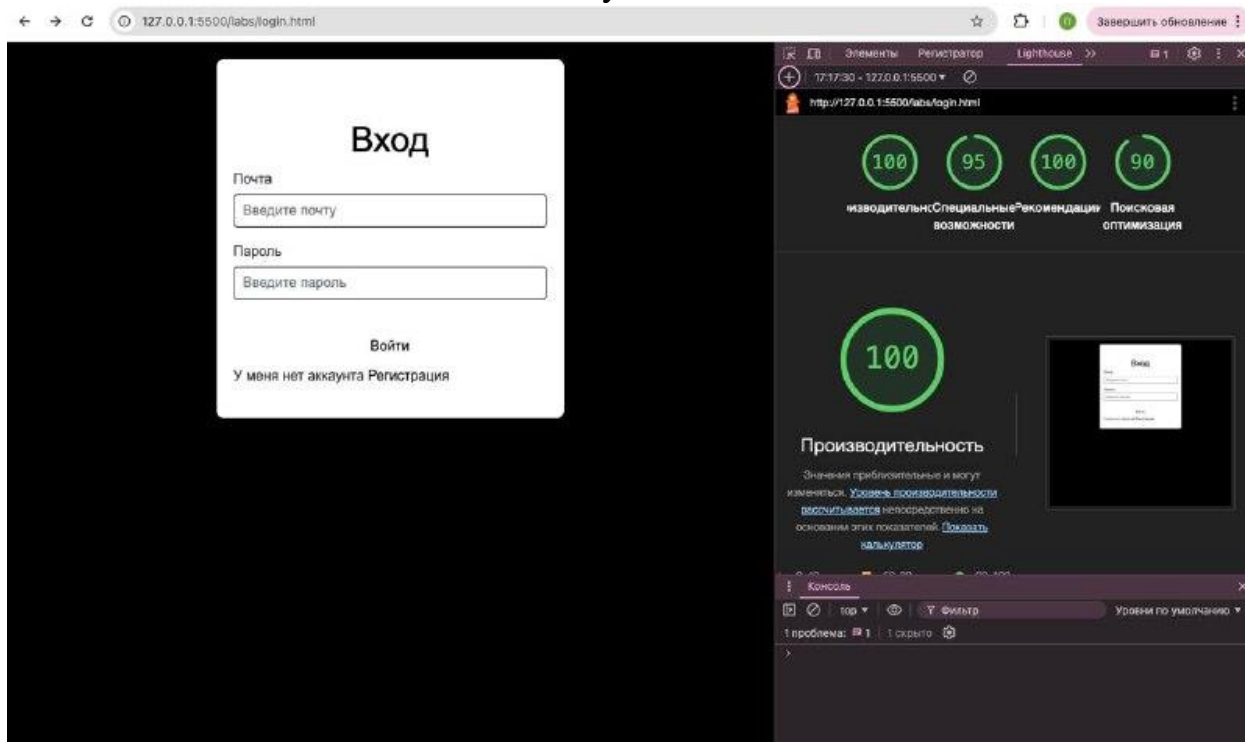 127.0.0.1:5500/labs/login.html
Завершить обновление
Вход
Почта
Введите почту
Пароль
Введите пароль
Войти
У меня нет аккаунта Регистрация
Элементы Регистратор Lighthouse >> 1
17:17:30 - 127.0.0.1:5500
http://127.0.0.1:5500/labs/login.html
100 95 100 90
изводительно Специальные Рекомендации Поисковая
возможности оптимизация
100
Производительность
Значения приблизительные и могут
изменяться. Уровень производительности
рассчитывается непосредственно на
основании этих показателей. Показать
калькулятор
Консоль
top Фильтр Уровни по умолчанию
1 проблема: 1 1 скрыто